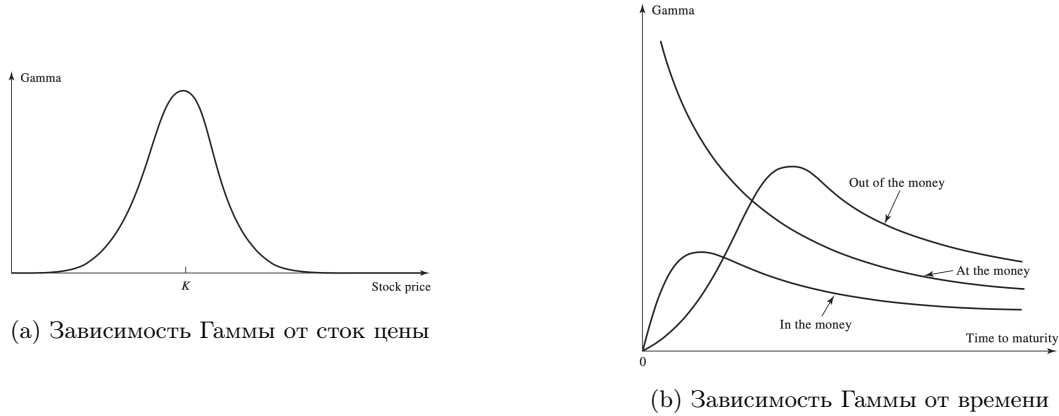 Gamma
K
Stock price
(a) Зависимость Гаммы от сток цены
Gamma
Out of the money
At the money
In the money
Time to maturity
0
(b) Зависимость Гаммы от времени